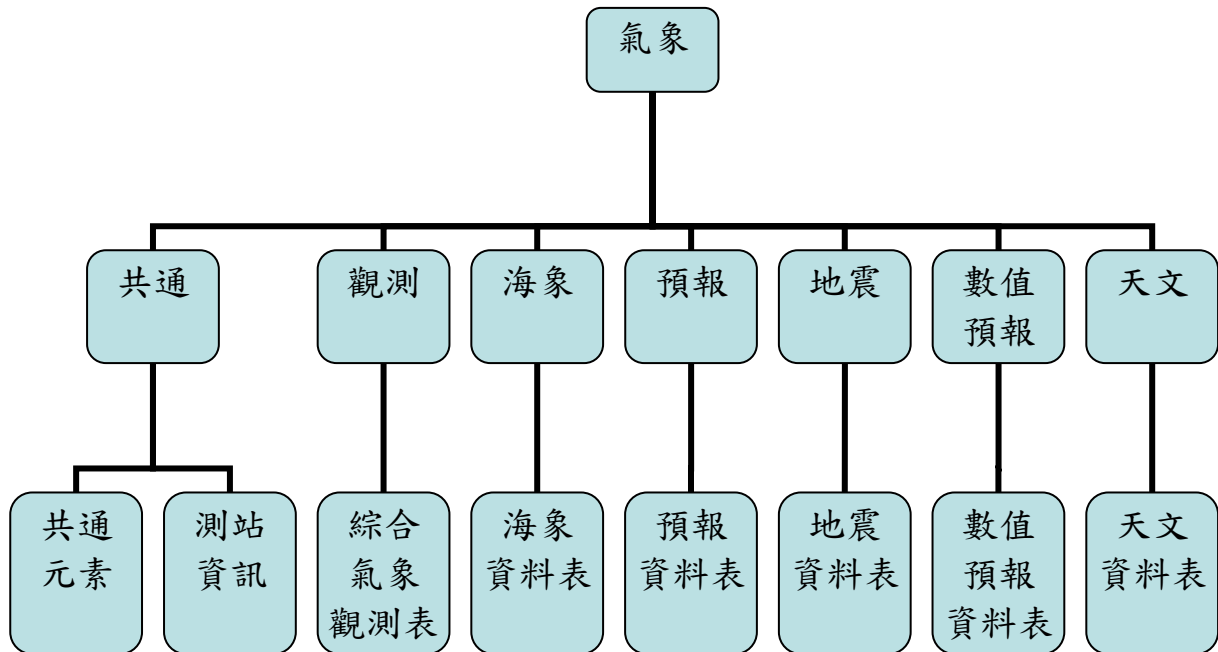 氣象
共通
觀測
海象
預報
地震
數值
預報
天文
共通
元素
測站
資訊
綜合
氣象
觀測表
海象
資料表
預報
資料表
地震
資料表
數值
預報
資料表
天文
資料表